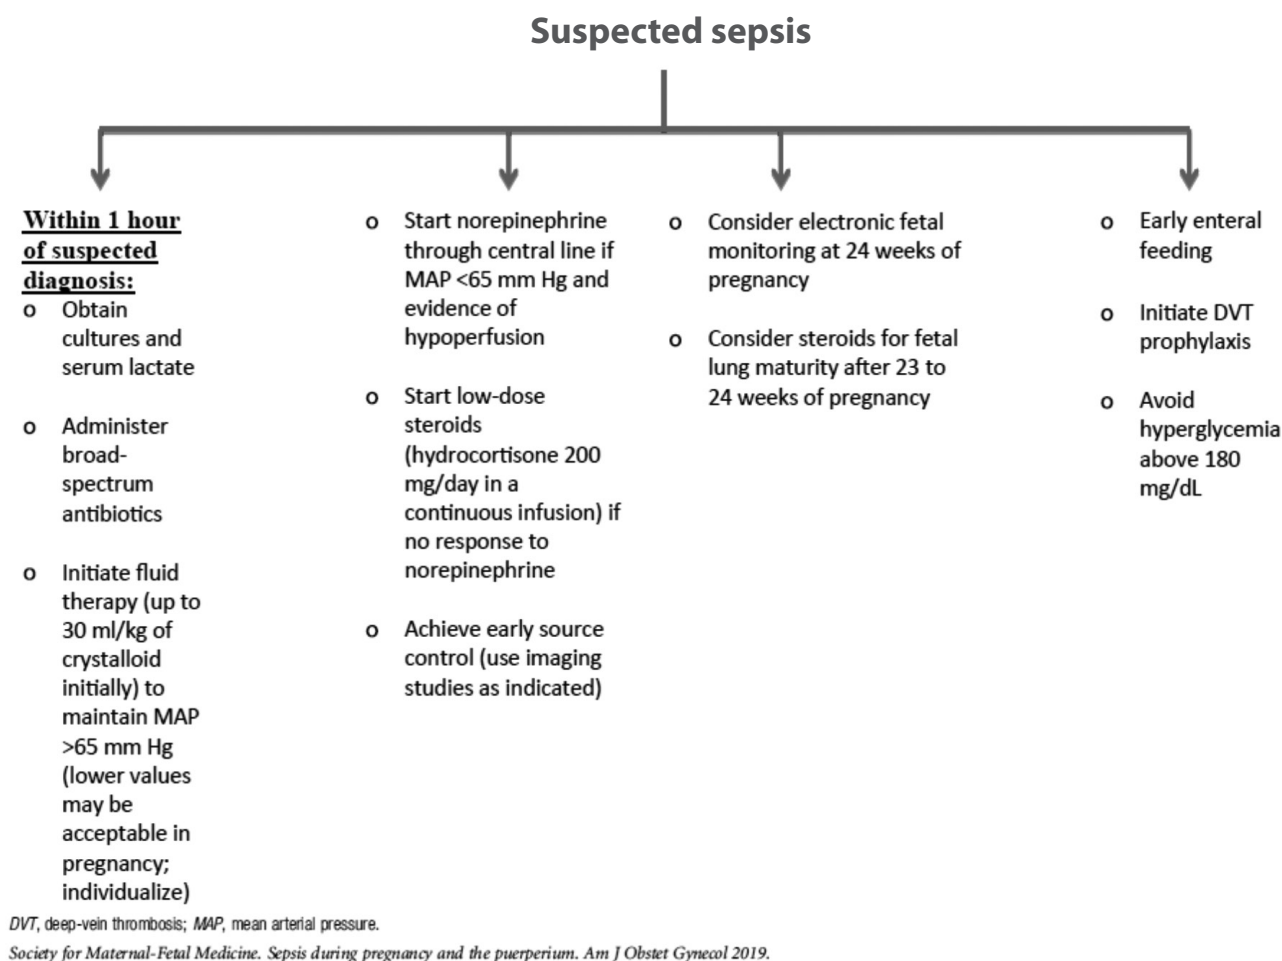 Suspected sepsis
Within 1 hour
of suspected
diagnosis:
o Obtain
cultures and
serum lactate
o Administer
broad-
spectrum
antibiotics
o Initiate fluid
therapy (up to
30 ml/kg of
crystalloid
initially) to
maintain MAP
>65 mm Hg
(lower values
may be
acceptable in
pregnancy;
individualize)
o Start norepinephrine
through central line if
MAP <65 mm Hg and
evidence of
hypoperfusion
o Start low-dose
steroids
(hydrocortisone 200
mg/day in a
continuous infusion) if
no response to
norepinephrine
o Achieve early source
control (use imaging
studies as indicated)
o Consider electronic fetal
monitoring at 24 weeks of
pregnancy
o Consider steroids for fetal
lung maturity after 23 to
24 weeks of pregnancy
o Early enteral
feeding
o Initiate DVT
prophylaxis
o Avoid
hyperglycemia
above 180
mg/dL
DVT, deep-vein thrombosis; MAP, mean arterial pressure.
Society for Maternal-Fetal Medicine. Sepsis during pregnancy and the puerperium. Am J Obstet Gynecol 2019.